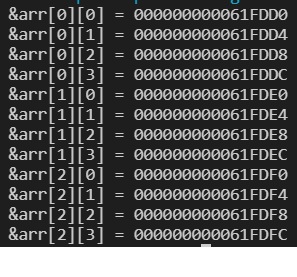 &arr[0][0] = 000000000061FDD0
&arr[0][1] = 000000000061FDD4
&arr[0][2] = 000000000061FDD8
&arr[0][3] = 000000000061FDDC
&arr[1][0] = 000000000061FDE0
&arr[1][1] = 000000000061FDE4
&arr[1][2] = 000000000061FDE8
&arr[1][3] = 000000000061FDEC
&arr[2][0] = 000000000061FDF0
&arr[2][1] = 000000000061FDF4
&arr[2][2] = 000000000061FDF8
&arr[2][3] = 000000000061FDFC